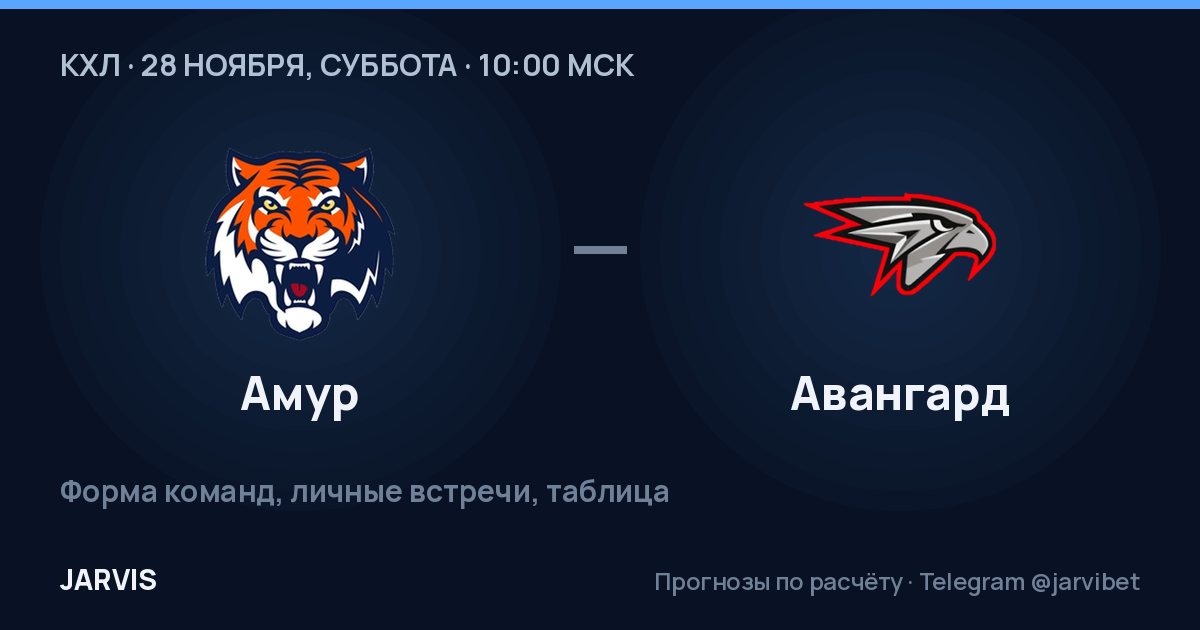 КХЛ · 28 НОЯБРЯ, СУББОТА · 10:00 МСК
Амур
—
Авангард
Форма команд, личные встречи, таблица
JARVIS
Прогнозы по расчёту · Telegram @jarvibet